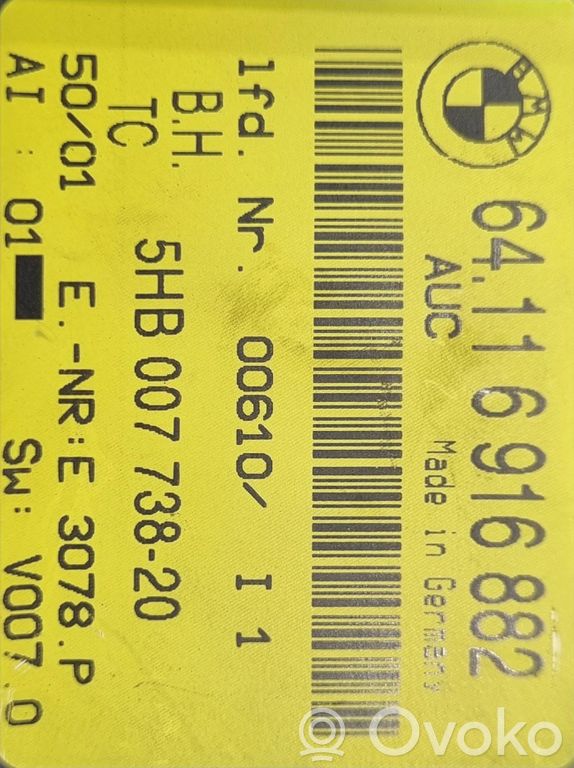 BMW
64.11 6 916 882
AUC Made in Germany
lfd. Nr. 00610/ I 1
B.H.
TC 5HB 007 738-20
50/01 E.-NR:E 3078.P
AI : 01 Sw: V007.0
© Ovoko